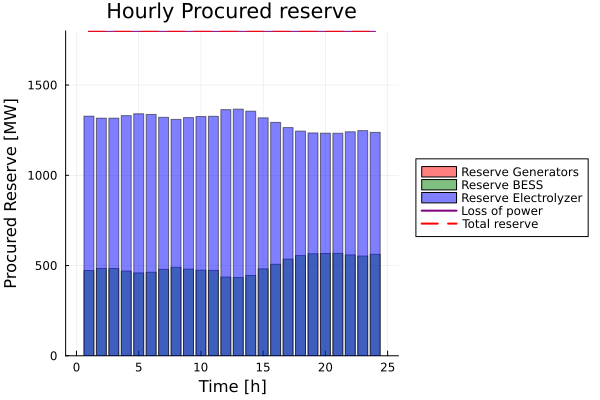 Hourly Procured reserve
Procured Reserve [MW]
1500
1000
500
0
0 5 10 15 20 25
Time [h]
Reserve Generators
Reserve BESS
Reserve Electrolyzer
Loss of power
Total reserve